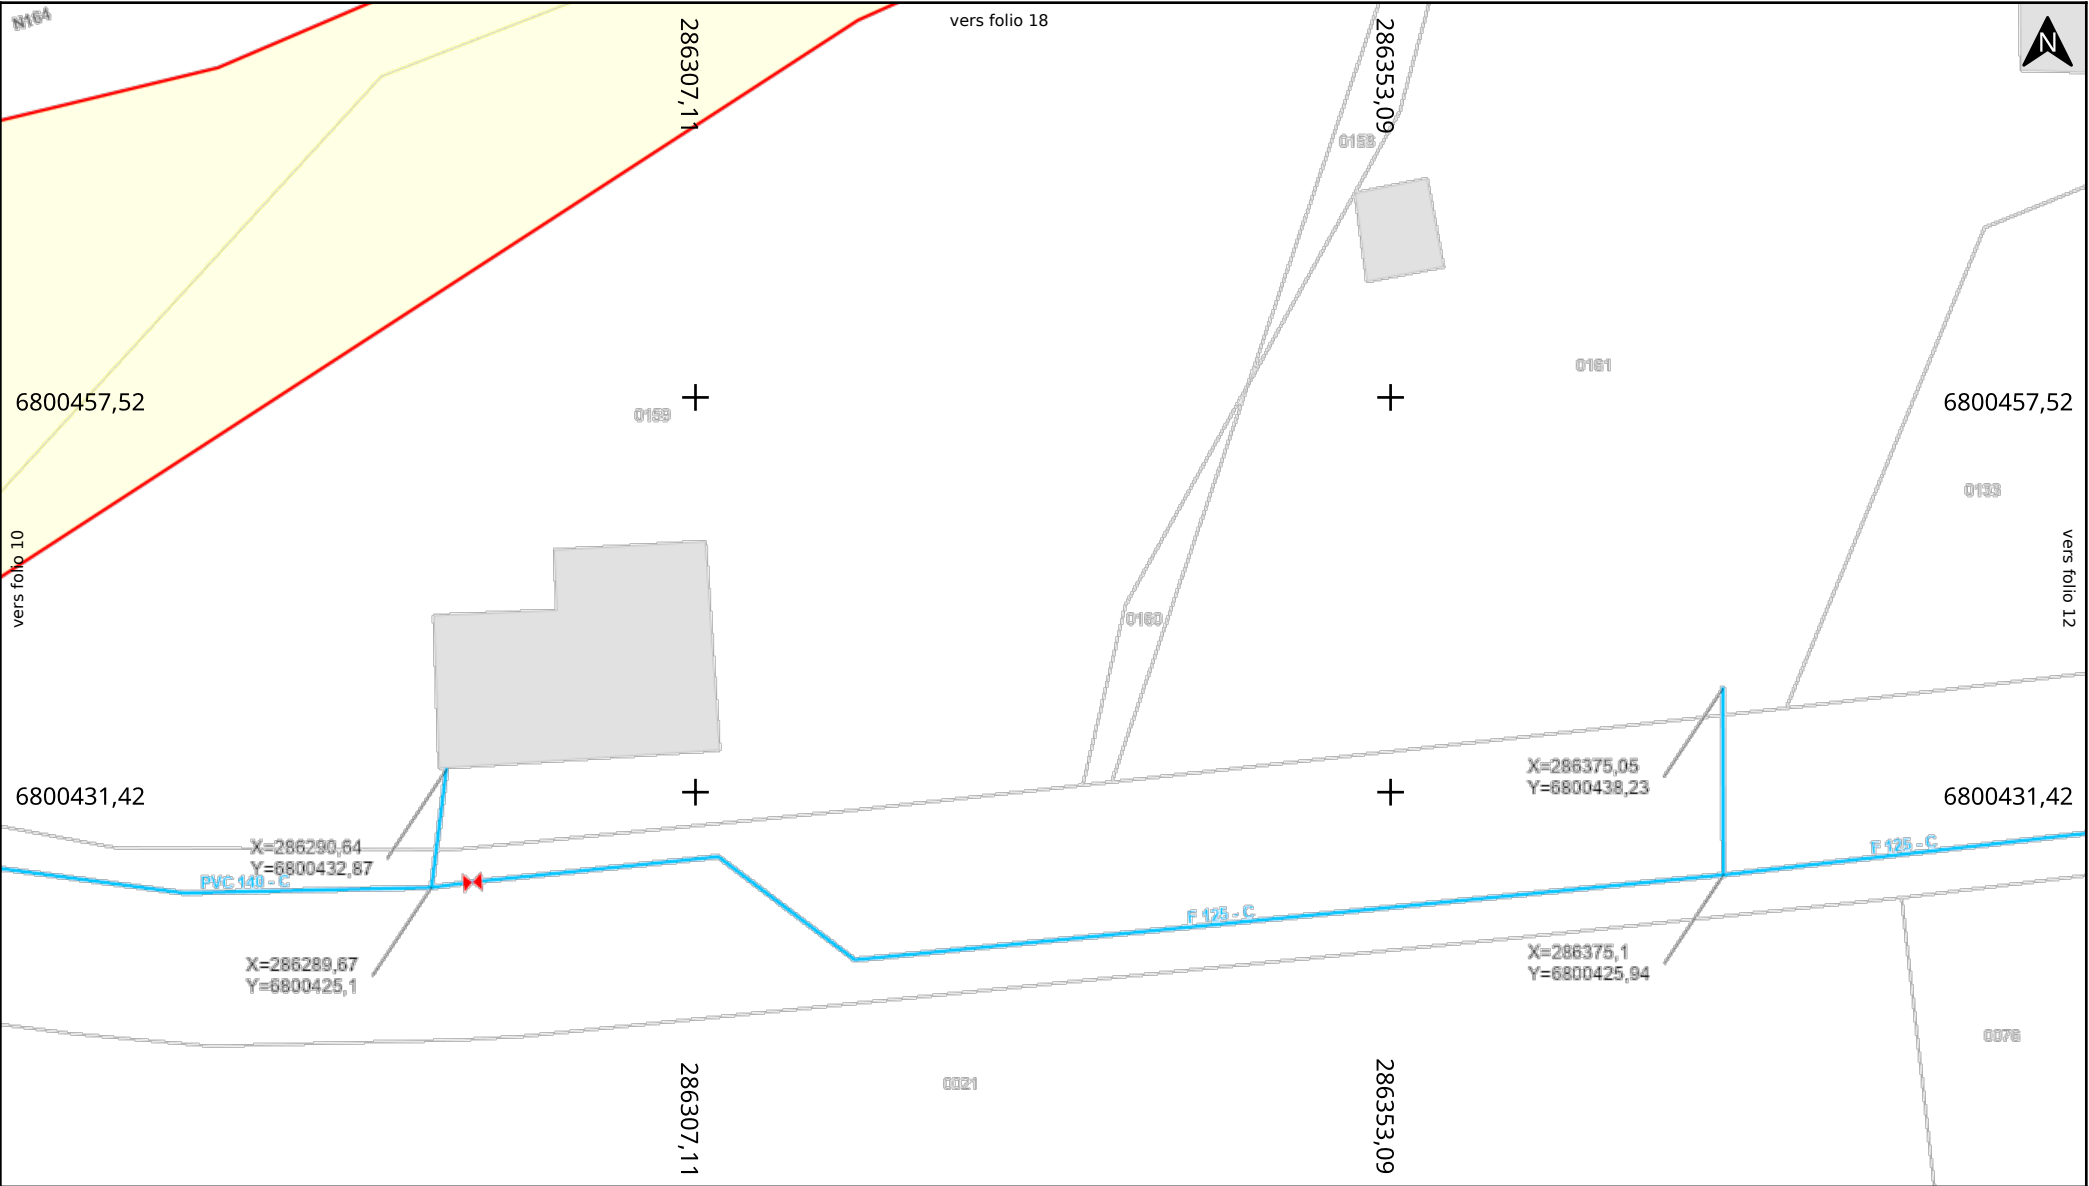 N164
286307,11
vers folio 18
286353,09
N
0158
0161
6800457,52
0159
6800457,52
0133
vers folio 10
vers folio 12
0160
X=286375,05
Y=6800438,23
6800431,42
6800431,42
X=286290,64
Y=6800432,87
F 125 - C
PVC 140 - C
F 125 - C
X=286289,67
Y=6800425,1
X=286375,1
Y=6800425,94
0076
0021
286307,11
286353,09